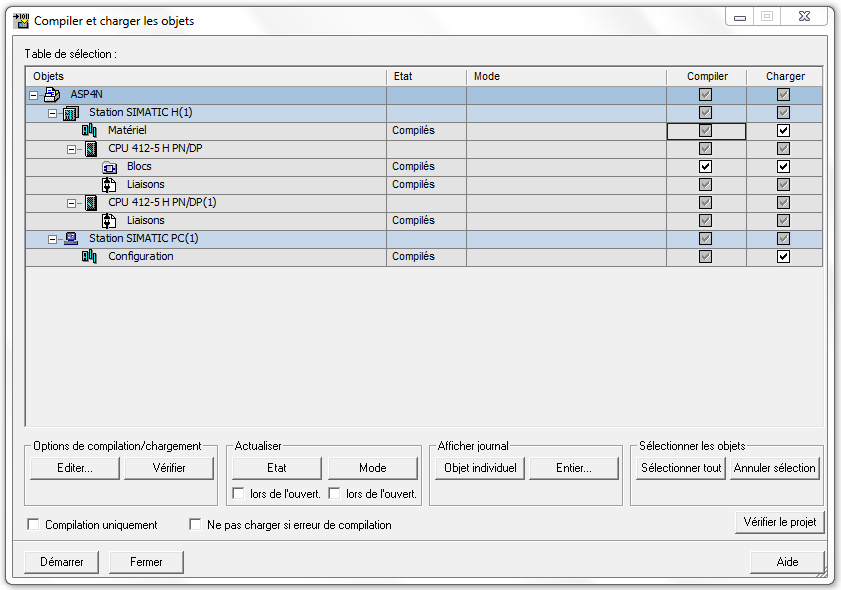 Compiler et charger les objets
Table de sélection :
Objets Etat Mode Compiler Charger
ASP4N
Station SIMATIC H(1)
Matériel Compilés
CPU 412-5 H PN/DP
Blocs Compilés
Liaisons Compilés
CPU 412-5 H PN/DP(1)
Liaisons Compilés
Station SIMATIC PC(1)
Configuration Compilés
Options de compilation/chargement Actualiser Afficher journal Sélectionner les objets
Editer... Vérifier Etat Mode Objet individuel Entier... Sélectionner tout Annuler sélection
lors de l'ouvert. lors de l'ouvert.
Compilation uniquement Ne pas charger si erreur de compilation Vérifier le projet
Démarrer Fermer Aide